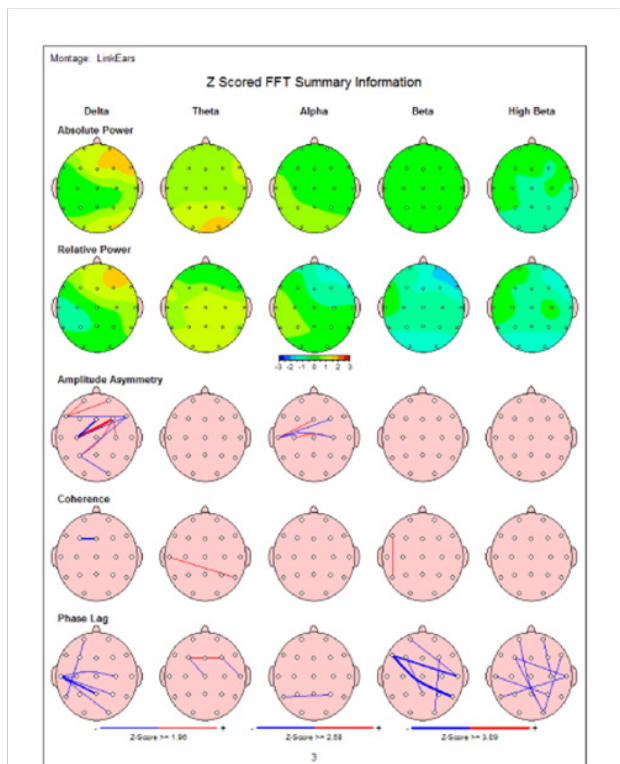 Montage: LinkEars
Z Scored FFT Summary Information
Delta Theta Alpha Beta High Beta
Absolute Power
Relative Power
-3 -2 -1 0 1 2 3
Amplitude Asymmetry
Coherence
Phase Lag
- + - + - +
Z-Score >= 1.96 Z-Score >= 2.58 Z-Score >= 3.09
3